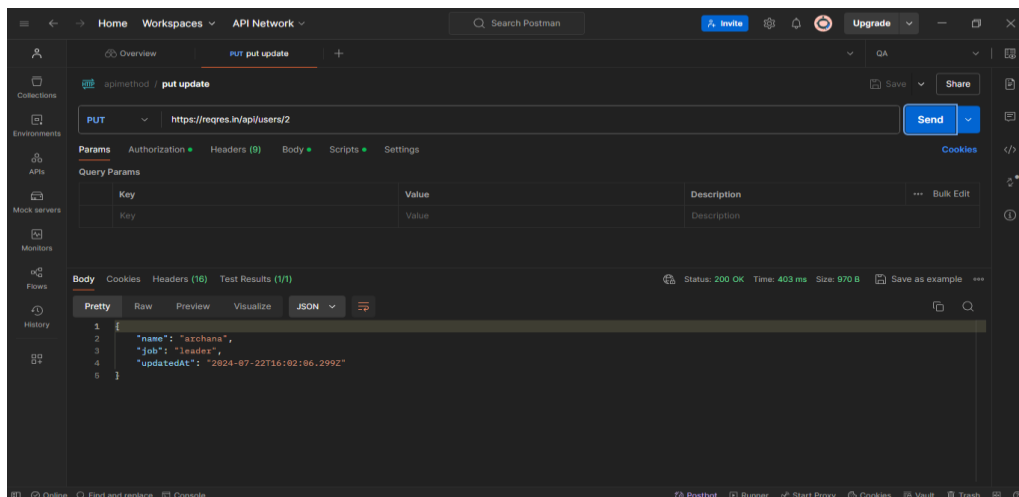 Home Workspaces API Network Search Postman Invite Upgrade
Overview PUT put update QA
HTTP apimethod / put update Save Share
PUT https://reqres.in/api/users/2 Send
Params Authorization Headers (9) Body Scripts Settings Cookies
Query Params
Key Value Description Bulk Edit
Key Value Description
Collections
Environments
APIs
Mock servers
Monitors
Flows
History
Body Cookies Headers (16) Test Results (1/1) Status: 200 OK Time: 403 ms Size: 970 B Save as example
Pretty Raw Preview Visualize JSON
1 {
2 "name": "archana",
3 "job": "leader",
4 "updatedAt": "2024-07-22T16:02:06.299Z"
5 }
Online Find and replace Console Postbot Runner Start Proxy Cookies Vault Trash